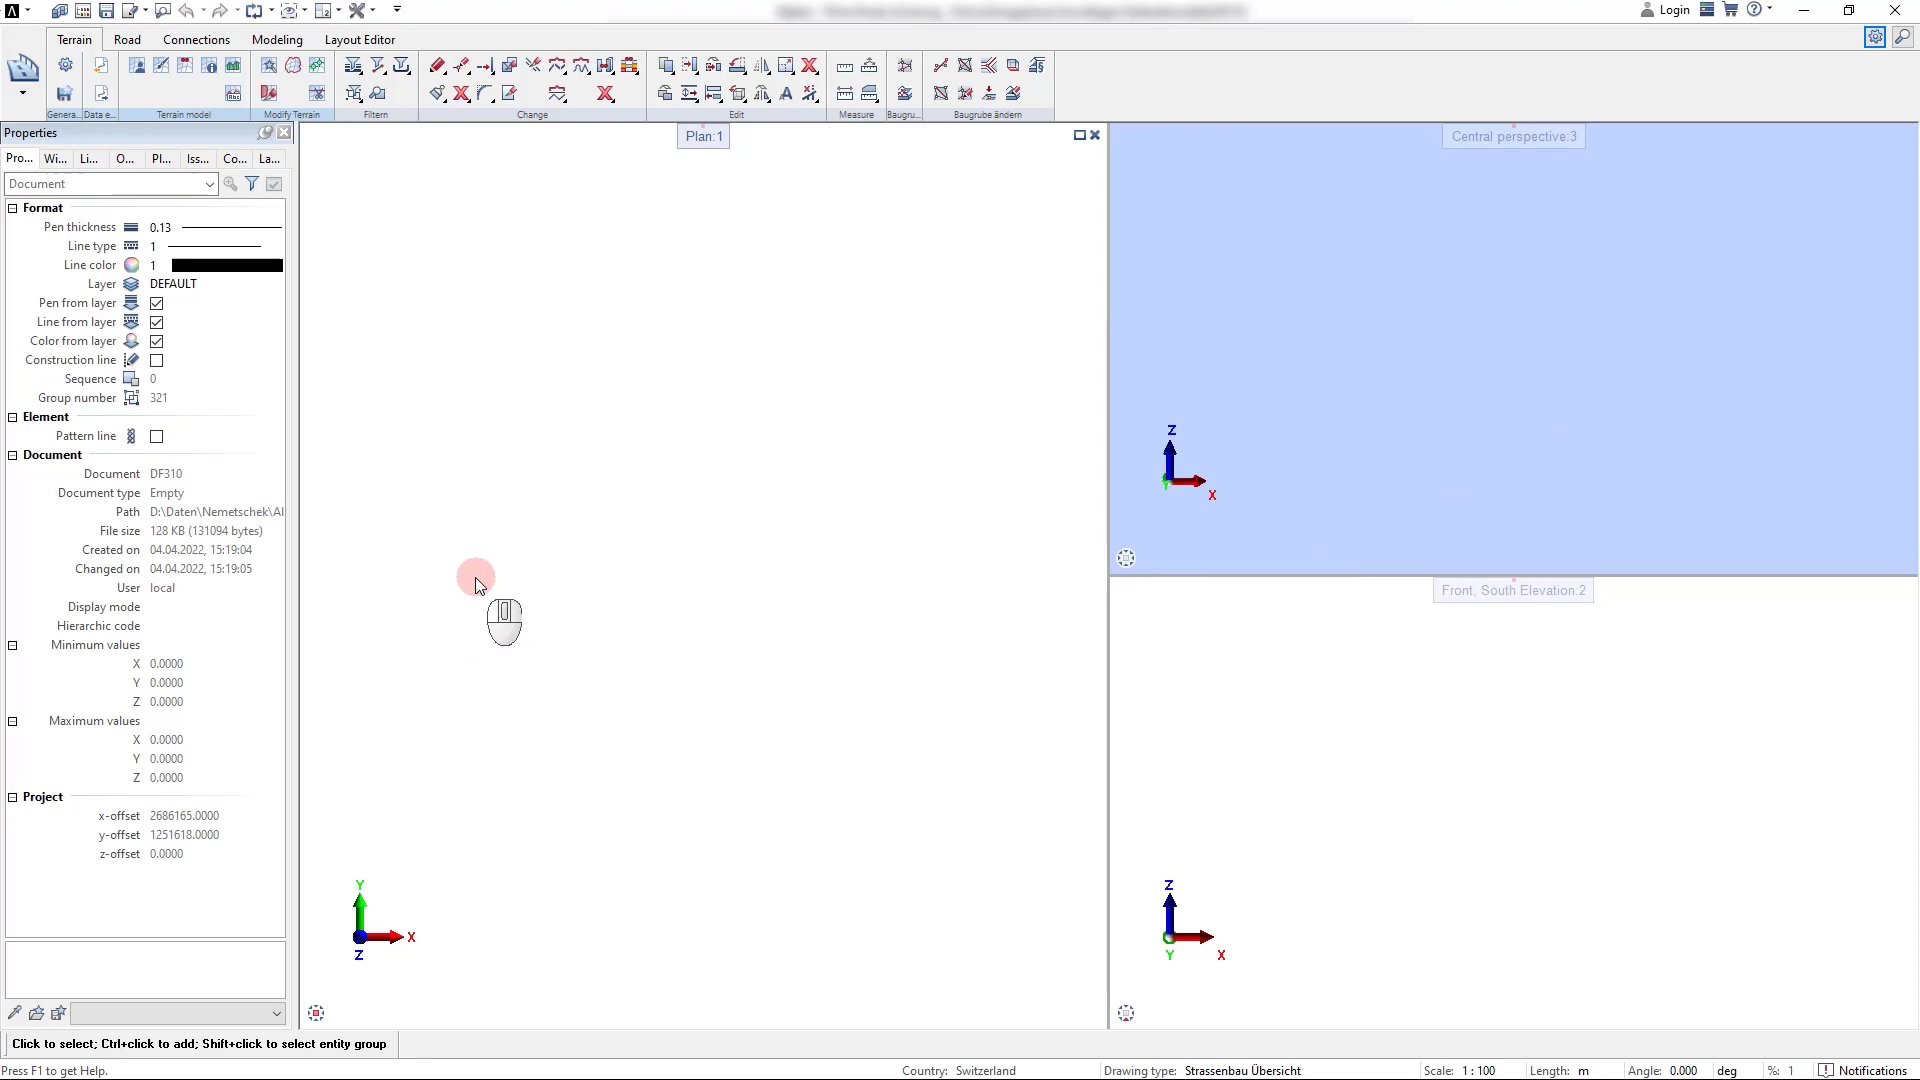 Login
Terrain Road Connections Modeling Layout Editor
Genera... Data e... Terrain model Modify Terrain Filtern Change Edit Measure Baugru... Baugrube ändern
Properties
Pro... Wi... Li... O... Pl... Iss... Co... La...
Document
Format
Pen thickness 0.13
Line type 1
Line color 1
Layer DEFAULT
Pen from layer
Line from layer
Color from layer
Construction line
Sequence 0
Group number 321
Element
Pattern line
Document
Document DF310
Document type Empty
Path D:\Daten\Nemetschek\Al
File size 128 KB (131094 bytes)
Created on 04.04.2022, 15:19:04
Changed on 04.04.2022, 15:19:05
User local
Display mode
Hierarchic code
Minimum values
X 0.0000
Y 0.0000
Z 0.0000
Maximum values
X 0.0000
Y 0.0000
Z 0.0000
Project
x-offset 2686165.0000
y-offset 1251618.0000
z-offset 0.0000
Plan:1
Y
X
Z
Central perspective:3
Z
Y
X
Front, South Elevation:2
Z
Y
X
Click to select; Ctrl+click to add; Shift+click to select entity group
Press F1 to get Help.
Country: Switzerland Drawing type: Strassenbau Übersicht Scale: 1 : 100 Length: m Angle: 0.000 deg %: 1 Notifications